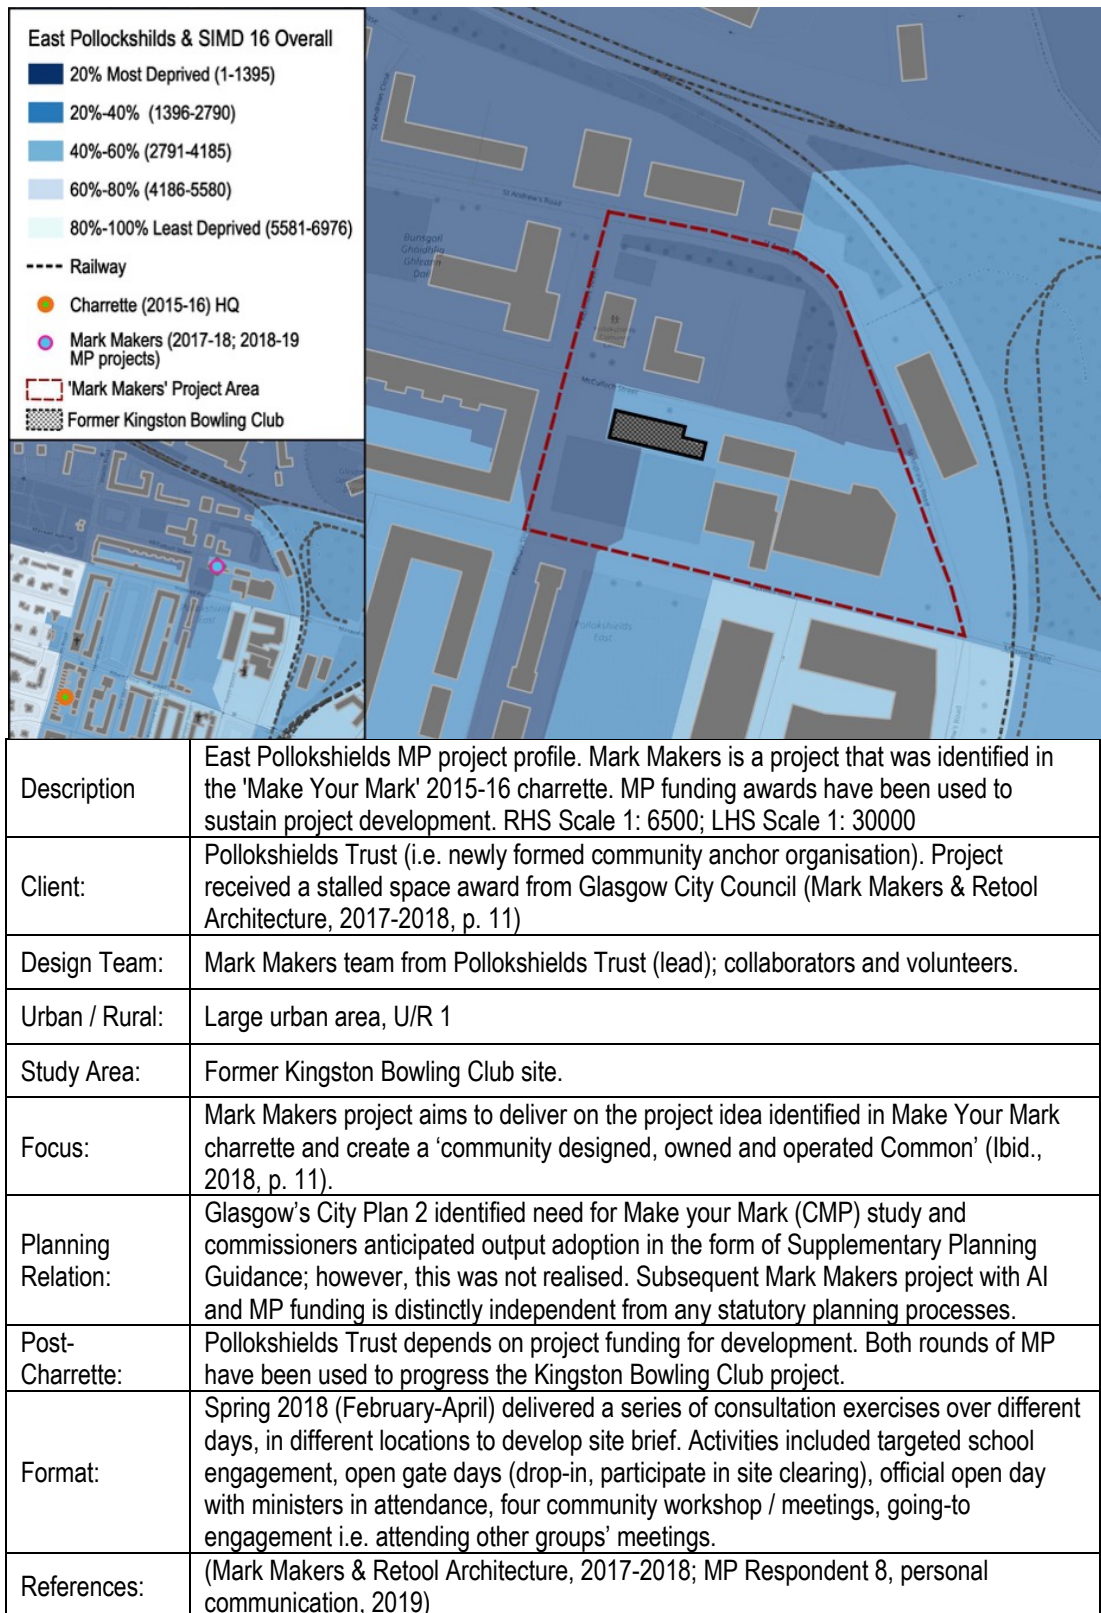 East Pollockshilds & SIMD 16 Overall
20% Most Deprived (1-1395)
20%-40% (1396-2790)
40%-60% (2791-4185)
60%-80% (4186-5580)
80%-100% Least Deprived (5581-6976)
Railway
Charrette (2015-16) HQ
Mark Makers (2017-18; 2018-19
MP projects)
'Mark Makers' Project Area
Former Kingston Bowling Club
St Andrew's Road
Bunsgoil
Ghàidhlig
Ghleann
McCulloch Street
Pollokshields
East
Description
East Pollokshields MP project profile. Mark Makers is a project that was identified in
the 'Make Your Mark' 2015-16 charrette. MP funding awards have been used to
sustain project development. RHS Scale 1: 6500; LHS Scale 1: 30000
Client:
Pollokshields Trust (i.e. newly formed community anchor organisation). Project
received a stalled space award from Glasgow City Council (Mark Makers & Retool
Architecture, 2017-2018, p. 11)
Design Team:
Mark Makers team from Pollokshields Trust (lead); collaborators and volunteers.
Urban / Rural:
Large urban area, U/R 1
Study Area:
Former Kingston Bowling Club site.
Focus:
Mark Makers project aims to deliver on the project idea identified in Make Your Mark
charrette and create a ‘community designed, owned and operated Common’ (Ibid.,
2018, p. 11).
Planning
Relation:
Glasgow’s City Plan 2 identified need for Make your Mark (CMP) study and
commissioners anticipated output adoption in the form of Supplementary Planning
Guidance; however, this was not realised. Subsequent Mark Makers project with AI
and MP funding is distinctly independent from any statutory planning processes.
Post-
Charrette:
Pollokshields Trust depends on project funding for development. Both rounds of MP
have been used to progress the Kingston Bowling Club project.
Format:
Spring 2018 (February-April) delivered a series of consultation exercises over different
days, in different locations to develop site brief. Activities included targeted school
engagement, open gate days (drop-in, participate in site clearing), official open day
with ministers in attendance, four community workshop / meetings, going-to
engagement i.e. attending other groups’ meetings.
References:
(Mark Makers & Retool Architecture, 2017-2018; MP Respondent 8, personal
communication, 2019)